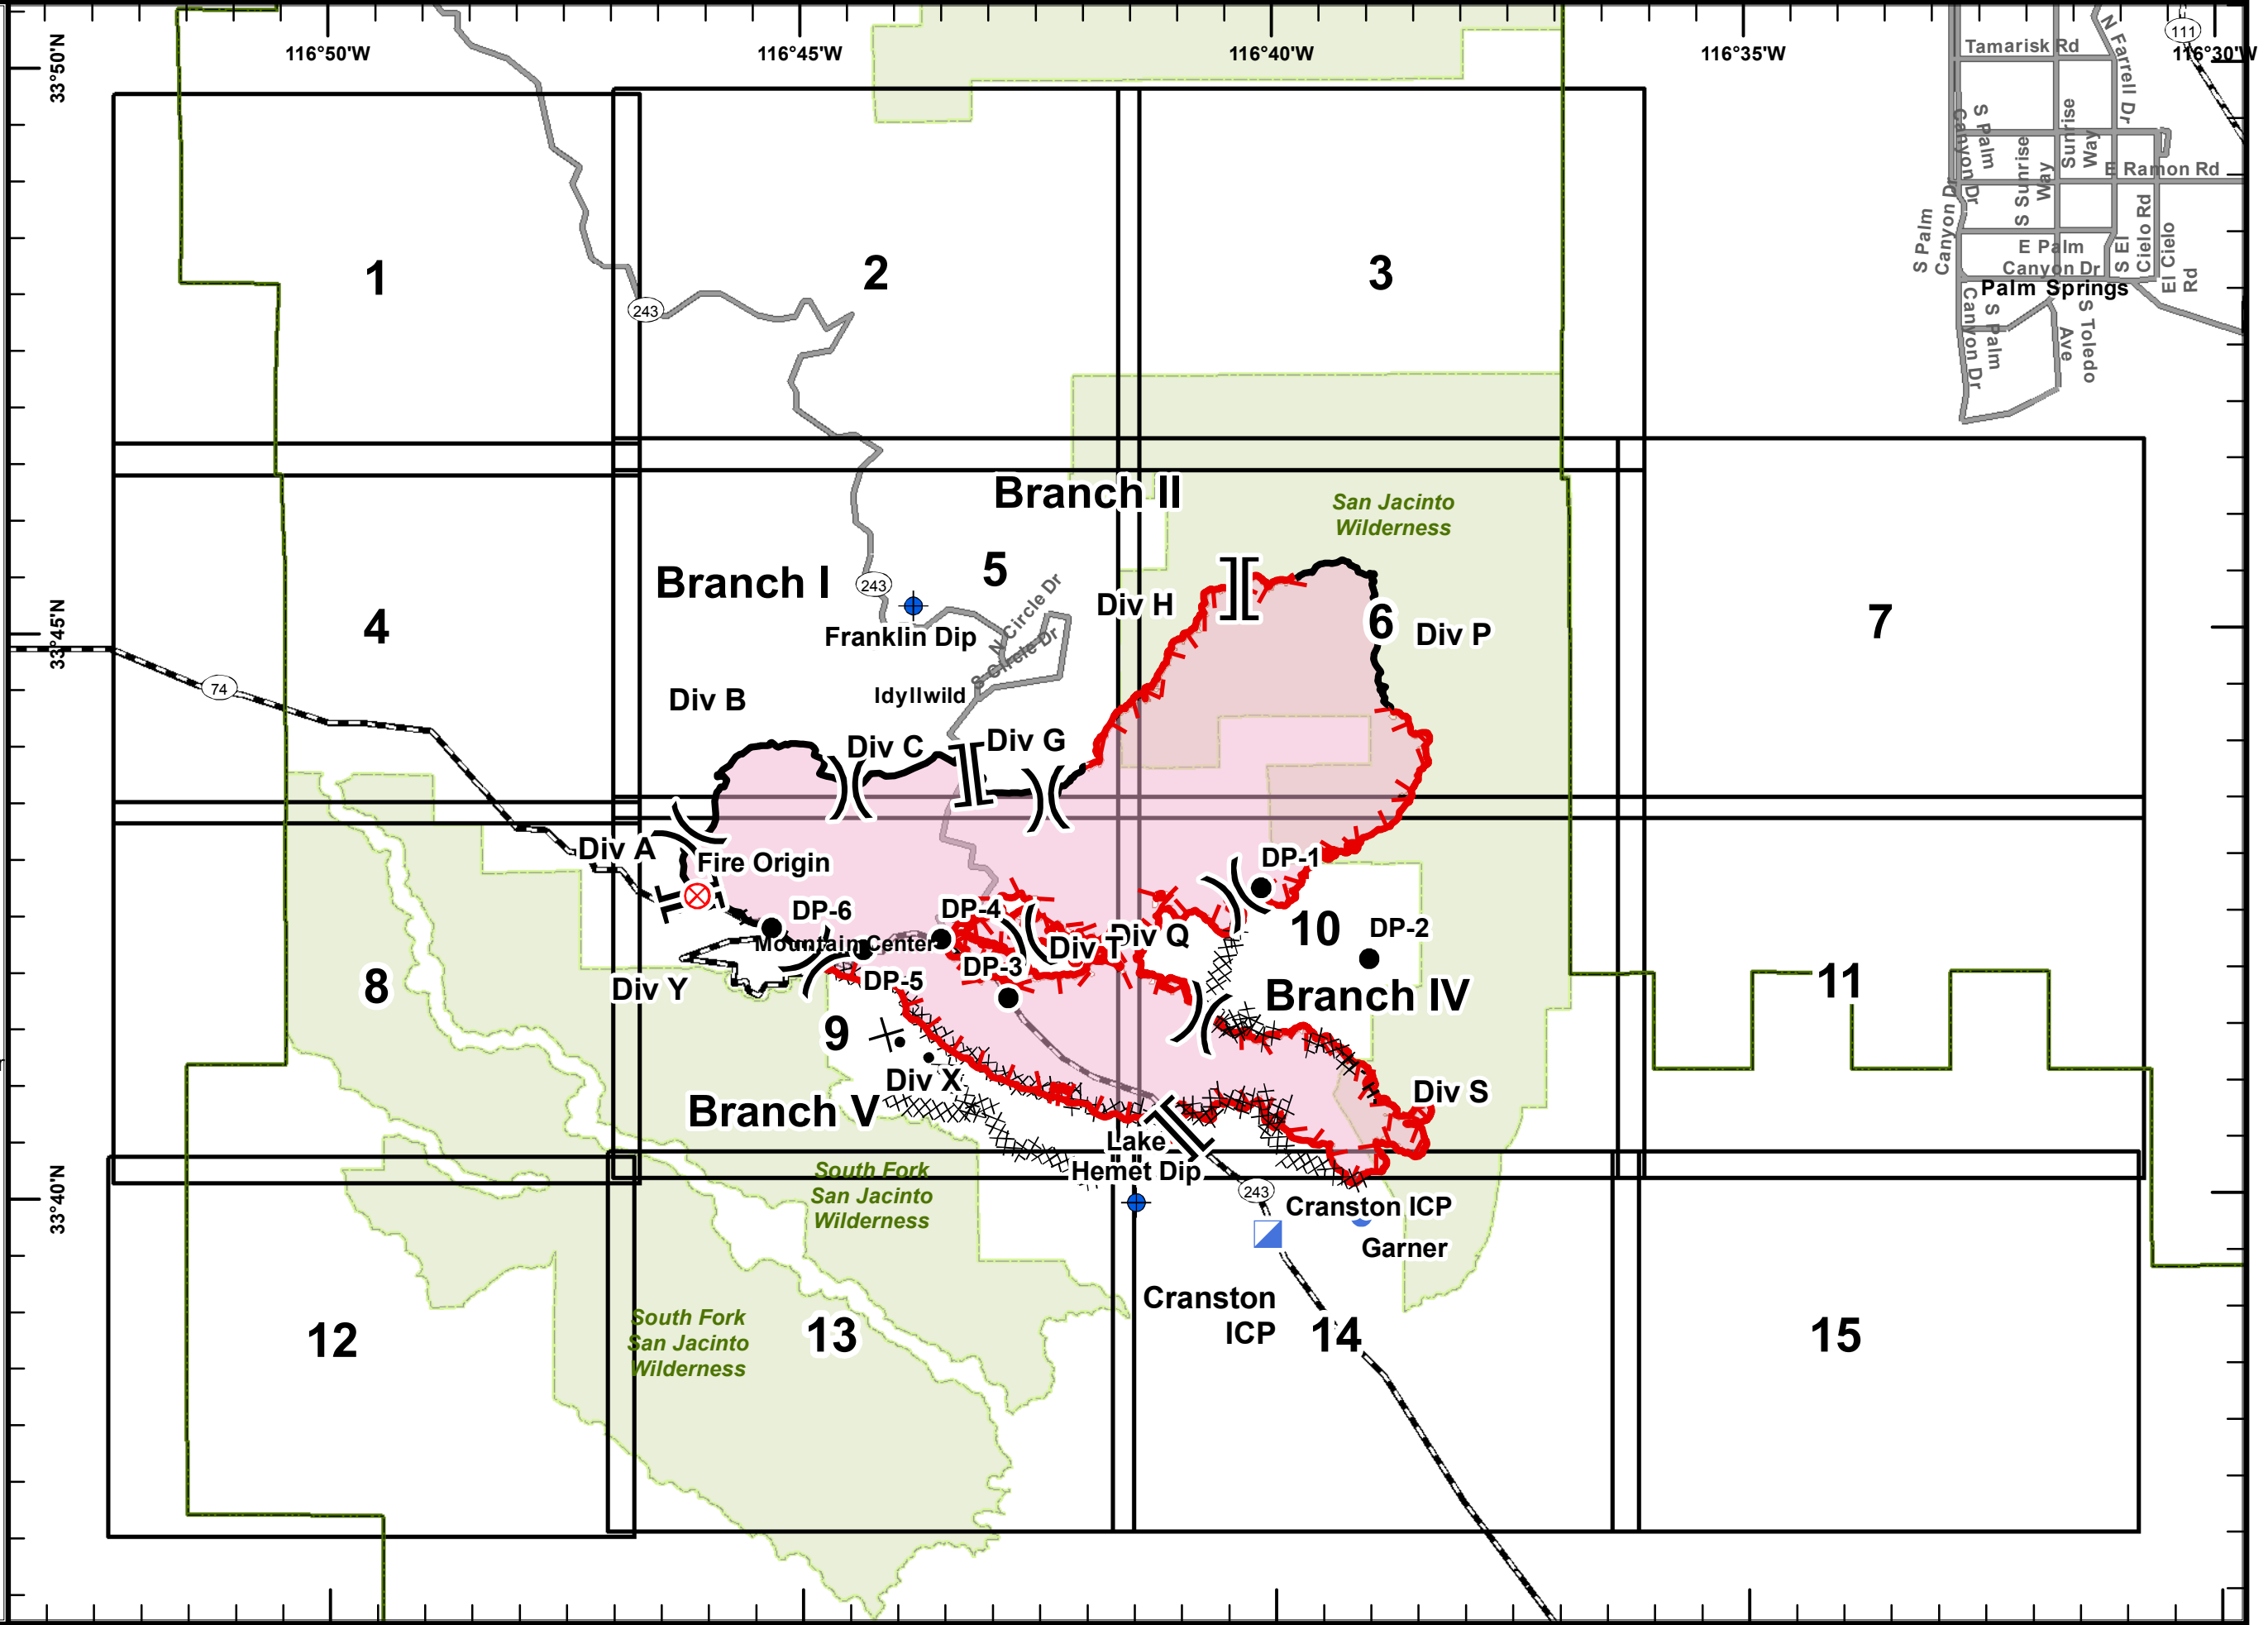 116°50'W
116°45'W
116°40'W
116°35'W
116°30'W
33°50'N
33°45'N
33°40'N
111
Tamarisk Rd
N Farrell Dr
S Palm
Canyon Dr
S Sunrise
Way
Sunrise
Way
E Ramon Rd
S Palm
Canyon Dr
E Palm
Canyon Dr
S El
Cielo Rd
El Cielo
Rd
Palm Springs
S Palm
Canyon Dr
S Toledo
Ave
1
2
3
243
Branch II
San Jacinto
Wilderness
Branch I
5
243
N Circle Dr
S Circle Dr
Div H
4
Franklin Dip
6
Div P
7
74
Div B
Idyllwild
Div C
Div G
Div A
Fire Origin
DP-1
DP-6
DP-4
Mountain Center
Div T
Div Q
10
DP-2
DP-3
DP-5
8
Div Y
Branch IV
11
9
Div X
Branch V
Div S
Lake
Hemet Dip
South Fork
San Jacinto
Wilderness
243
Cranston ICP
Garner
Cranston
ICP
South Fork
San Jacinto
Wilderness
12
13
14
15